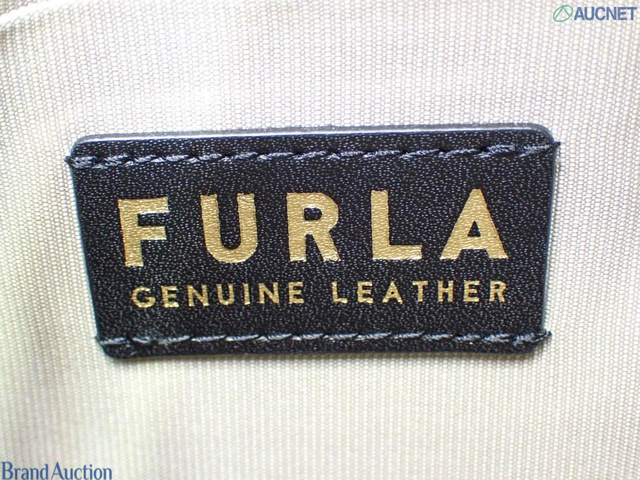 AUCNET
FURLA
GENUINE LEATHER
Brand Auction